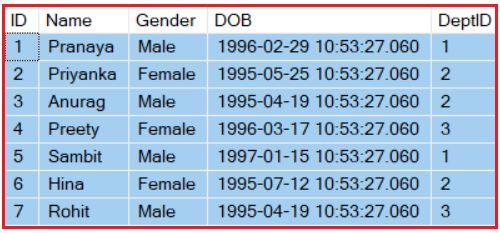 ID Name Gender DOB DeptID
1 Pranaya Male 1996-02-29 10:53:27.060 1
2 Priyanka Female 1995-05-25 10:53:27.060 2
3 Anurag Male 1995-04-19 10:53:27.060 2
4 Preety Female 1996-03-17 10:53:27.060 3
5 Sambit Male 1997-01-15 10:53:27.060 1
6 Hina Female 1995-07-12 10:53:27.060 2
7 Rohit Male 1995-04-19 10:53:27.060 3